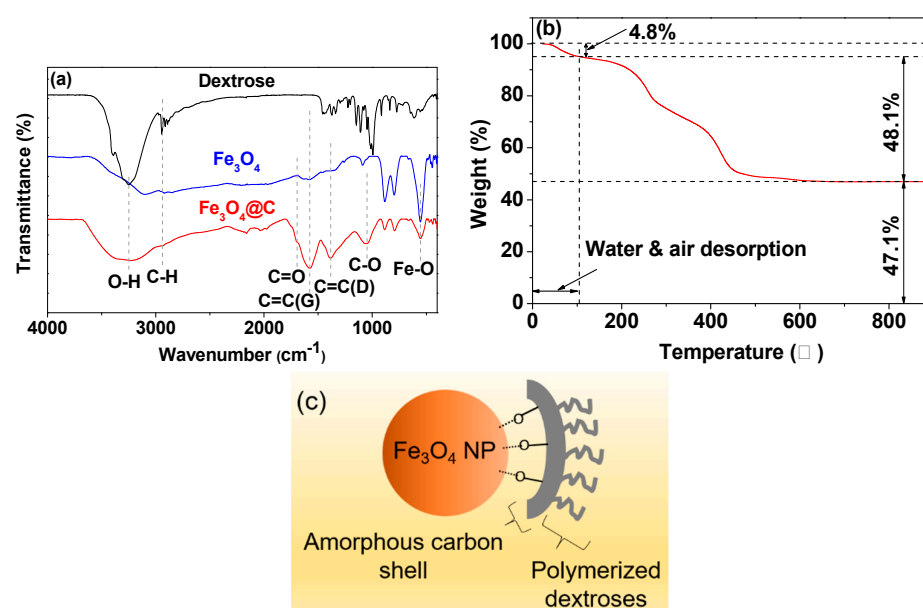 (a)
Dextrose
Fe₃O₄
Fe₃O₄@C
O-H
C-H
C=O
C=C(G)
C=C(D)
C-O
Fe-O
Transmittance (%)
4000 3000 2000 1000
Wavenumber (cm⁻¹)
(b)
4.8%
48.1%
47.1%
Water & air desorption
Weight (%)
100
80
60
40
20
0
0 200 400 600 800
Temperature (□ )
(c)
Fe₃O₄ NP
O
O
O
Amorphous carbon
shell
Polymerized
dextroses